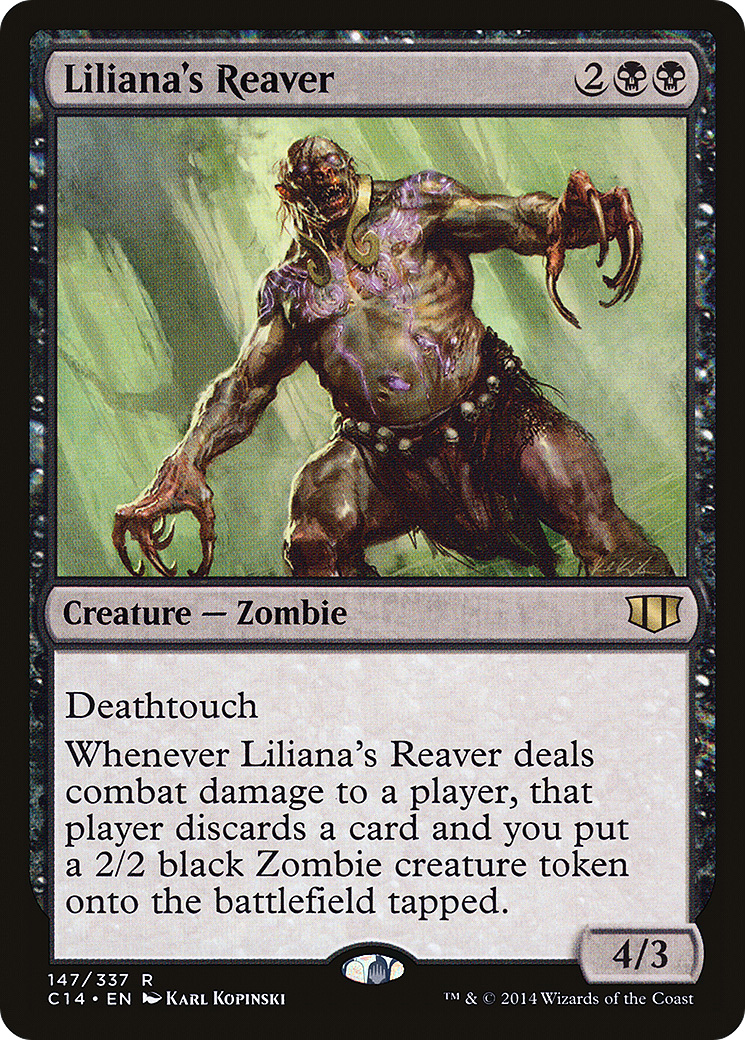 Liliana's Reaver 2
Creature — Zombie
Deathtouch
Whenever Liliana's Reaver deals
combat damage to a player, that
player discards a card and you put
a 2/2 black Zombie creature token
onto the battlefield tapped.
4/3
147/337 R
C14 • EN Karl Kopinski
™ & © 2014 Wizards of the Coast